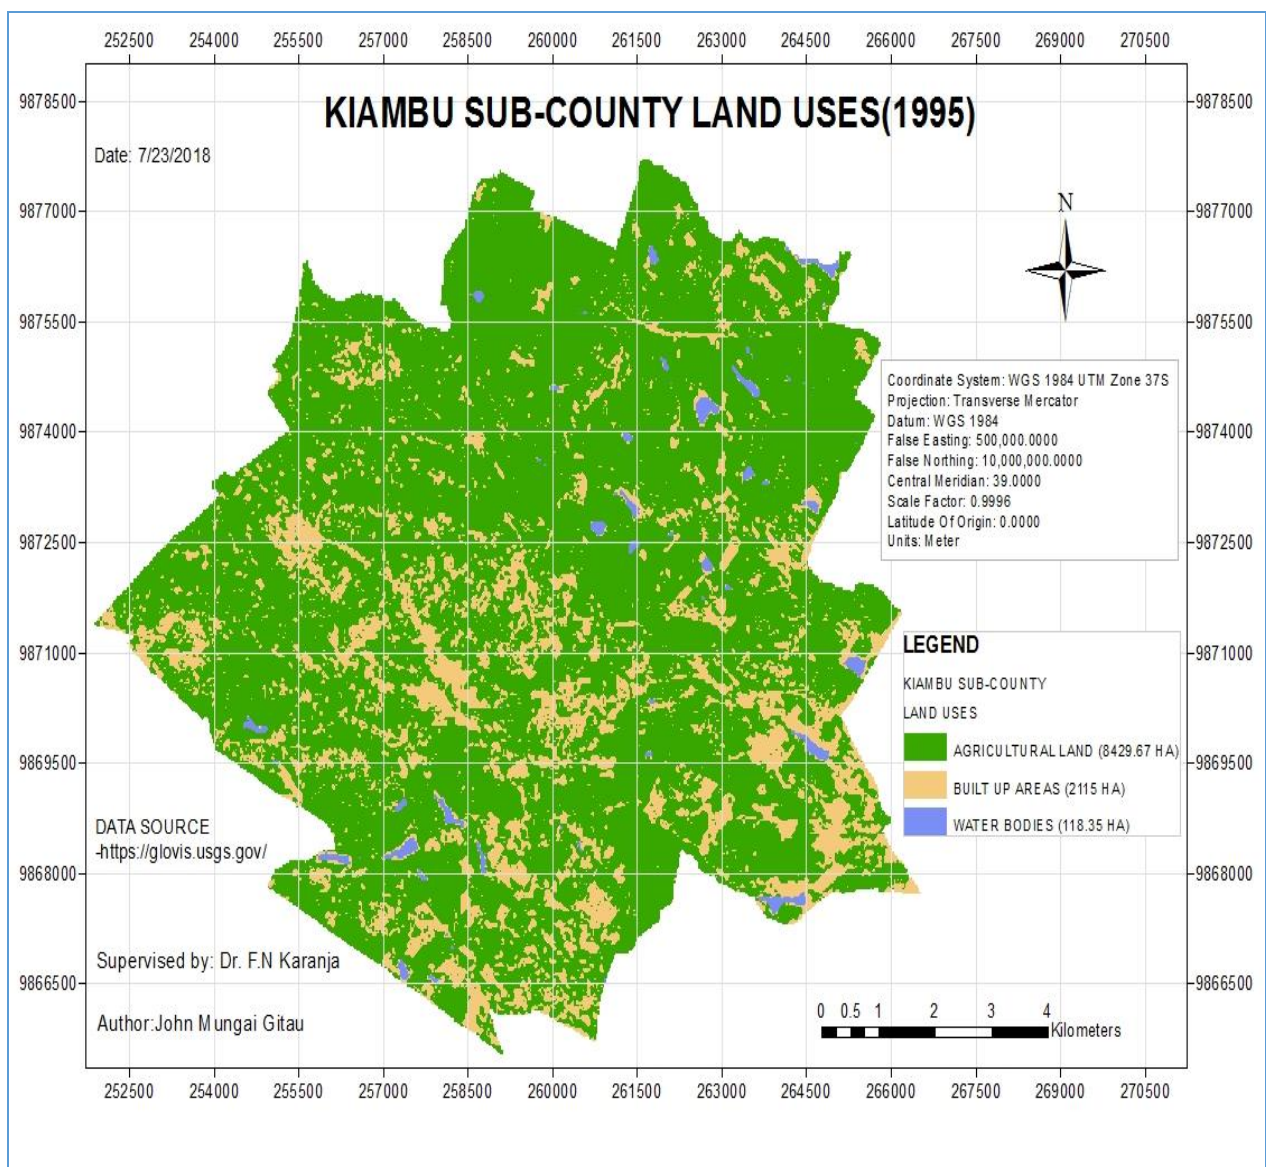 252500 254000 255500 257000 258500 260000 261500 263000 264500 266000 267500 269000 270500
9878500 9878500
KIAMBU SUB-COUNTY LAND USES(1995)
Date: 7/23/2018
N
9877000 9877000
9875500 9875500
Coordinate System: WGS 1984 UTM Zone 37S
Projection: Transverse Mercator
Datum: WGS 1984
False Easting: 500,000.0000
False Northing: 10,000,000.0000
Central Meridian: 39.0000
Scale Factor: 0.9996
Latitude Of Origin: 0.0000
Units: Meter
9874000 9874000
9872500 9872500
9871000 9871000
LEGEND
KIAMBU SUB-COUNTY
LAND USES
AGRICULTURAL LAND (8429.67 HA)
BUILT UP AREAS (2115 HA)
WATER BODIES (118.35 HA)
9869500 9869500
DATA SOURCE
-https://glovis.usgs.gov/
9868000 9868000
Supervised by: Dr. F.N Karanja
9866500 9866500
Author:John Mungai Gitau
0 0.5 1 2 3 4
Kilometers
252500 254000 255500 257000 258500 260000 261500 263000 264500 266000 267500 269000 270500